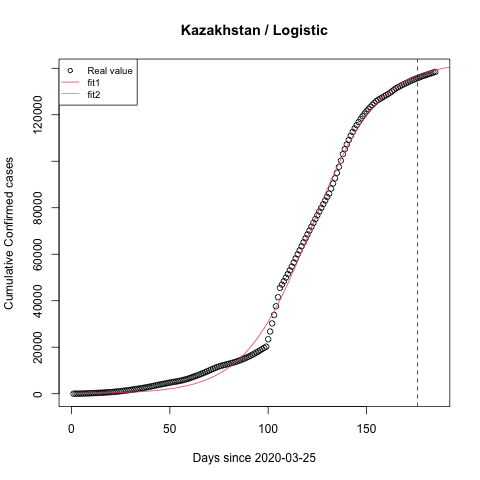 Kazakhstan / Logistic
Real value
fit1
fit2
Cumulative Confirmed cases
0
20000
40000
60000
80000
120000
0
50
100
150
Days since 2020-03-25